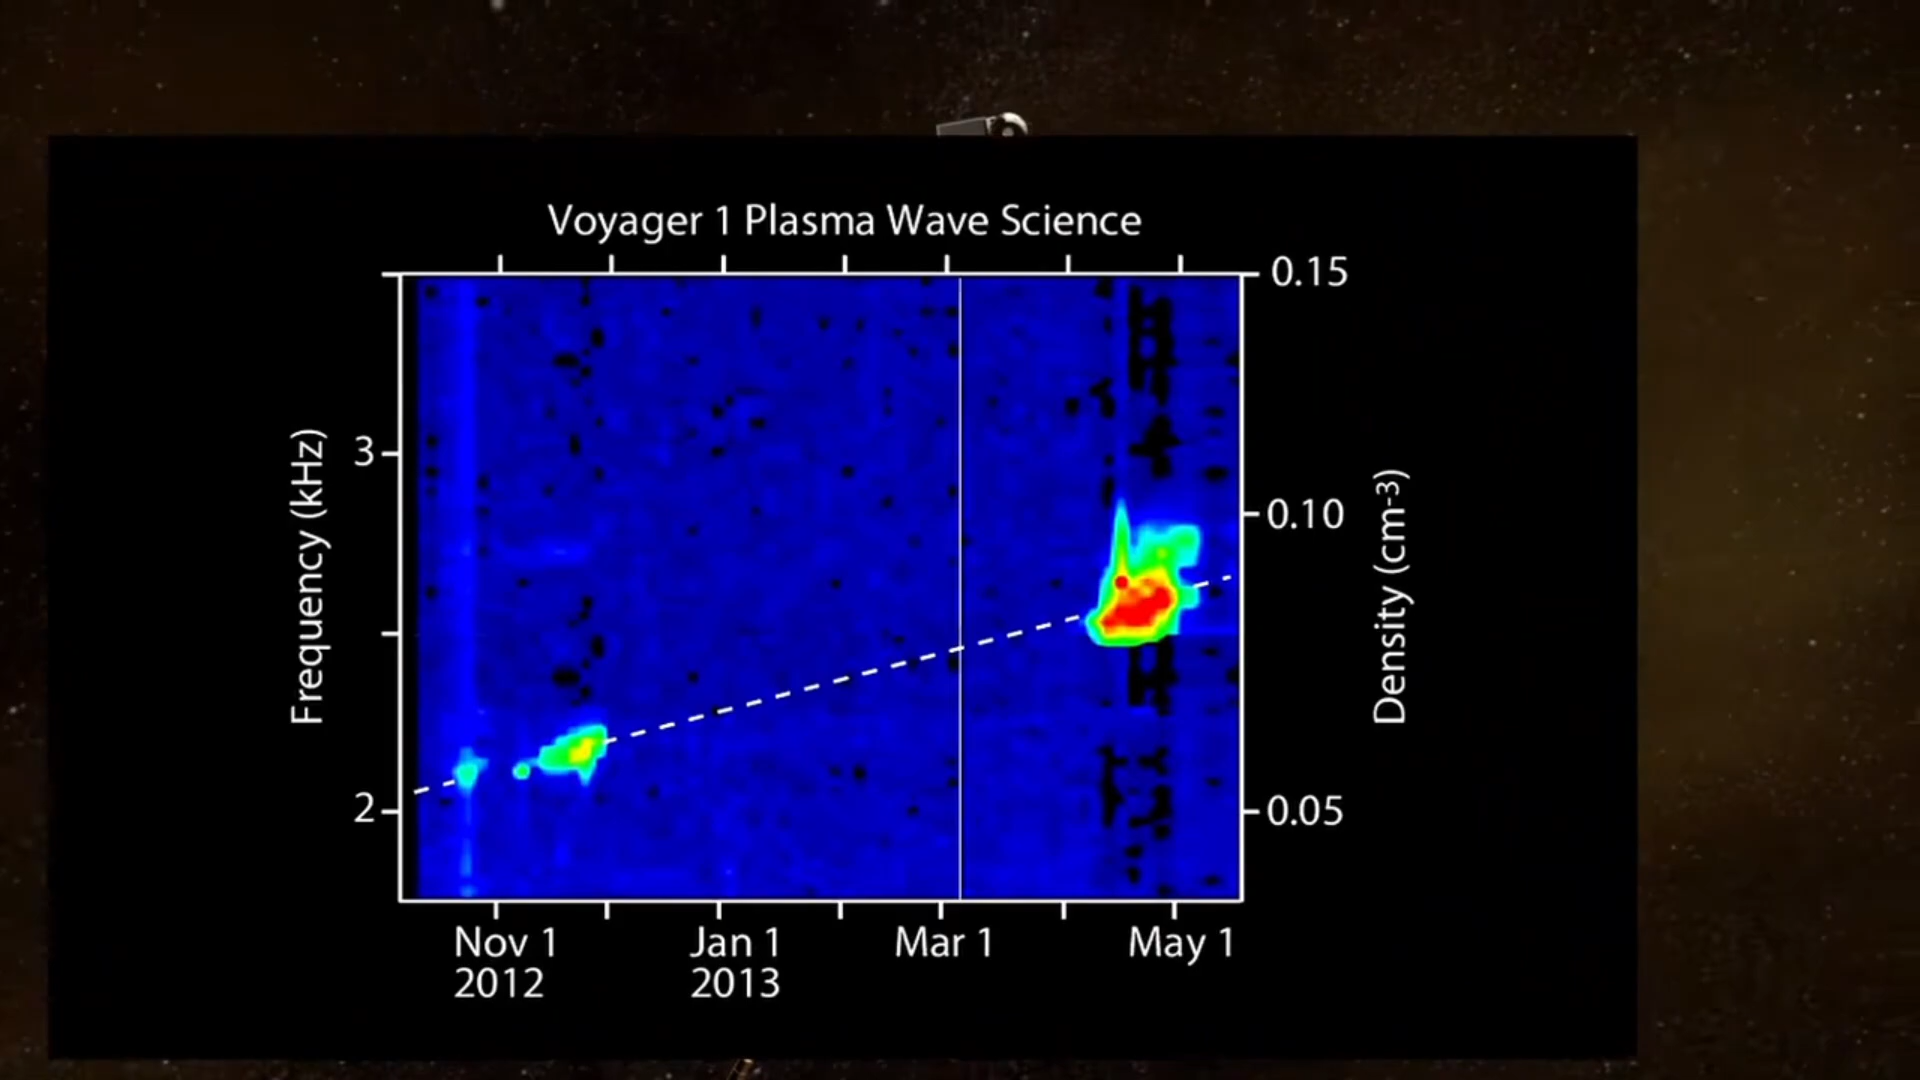 Voyager 1 Plasma Wave Science
0.15
3
0.10
2
0.05
Frequency (kHz)
Density (cm-3)
Nov 1
2012
Jan 1
2013
Mar 1
May 1